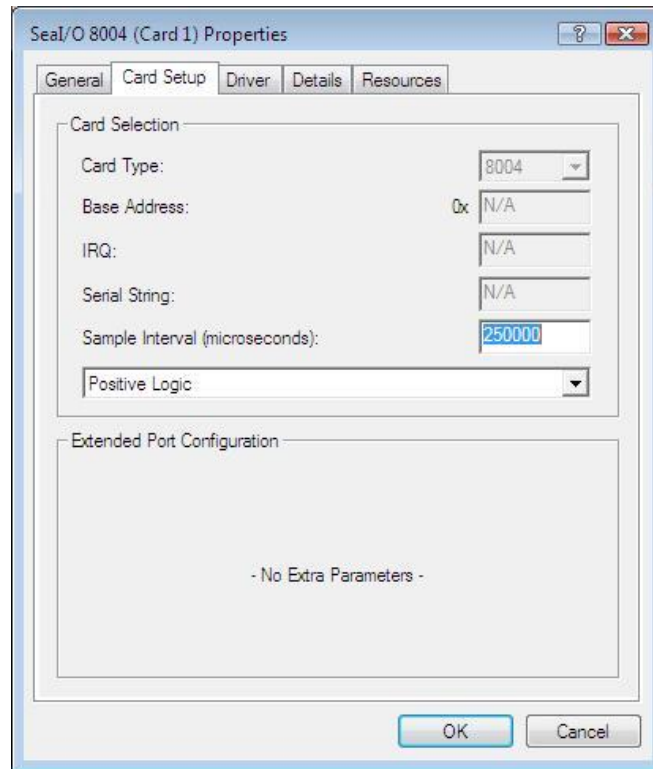 SeaI/O 8004 (Card 1) Properties
General Card Setup Driver Details Resources
Card Selection
Card Type: 8004
Base Address: 0x N/A
IRQ: N/A
Serial String: N/A
Sample Interval (microseconds): 250000
Positive Logic
Extended Port Configuration
- No Extra Parameters -
OK Cancel